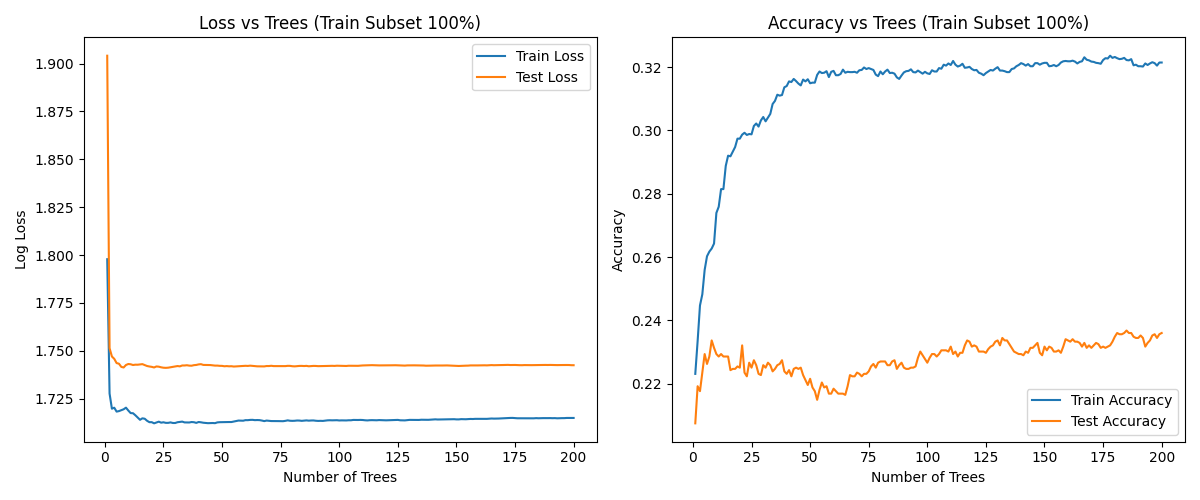 Loss vs Trees (Train Subset 100%)
Train Loss
Test Loss
1.900
1.875
1.850
1.825
1.800
1.775
1.750
1.725
Log Loss
0 25 50 75 100 125 150 175 200
Number of Trees
Accuracy vs Trees (Train Subset 100%)
0.32
0.30
0.28
0.26
0.24
0.22
Accuracy
Train Accuracy
Test Accuracy
0 25 50 75 100 125 150 175 200
Number of Trees